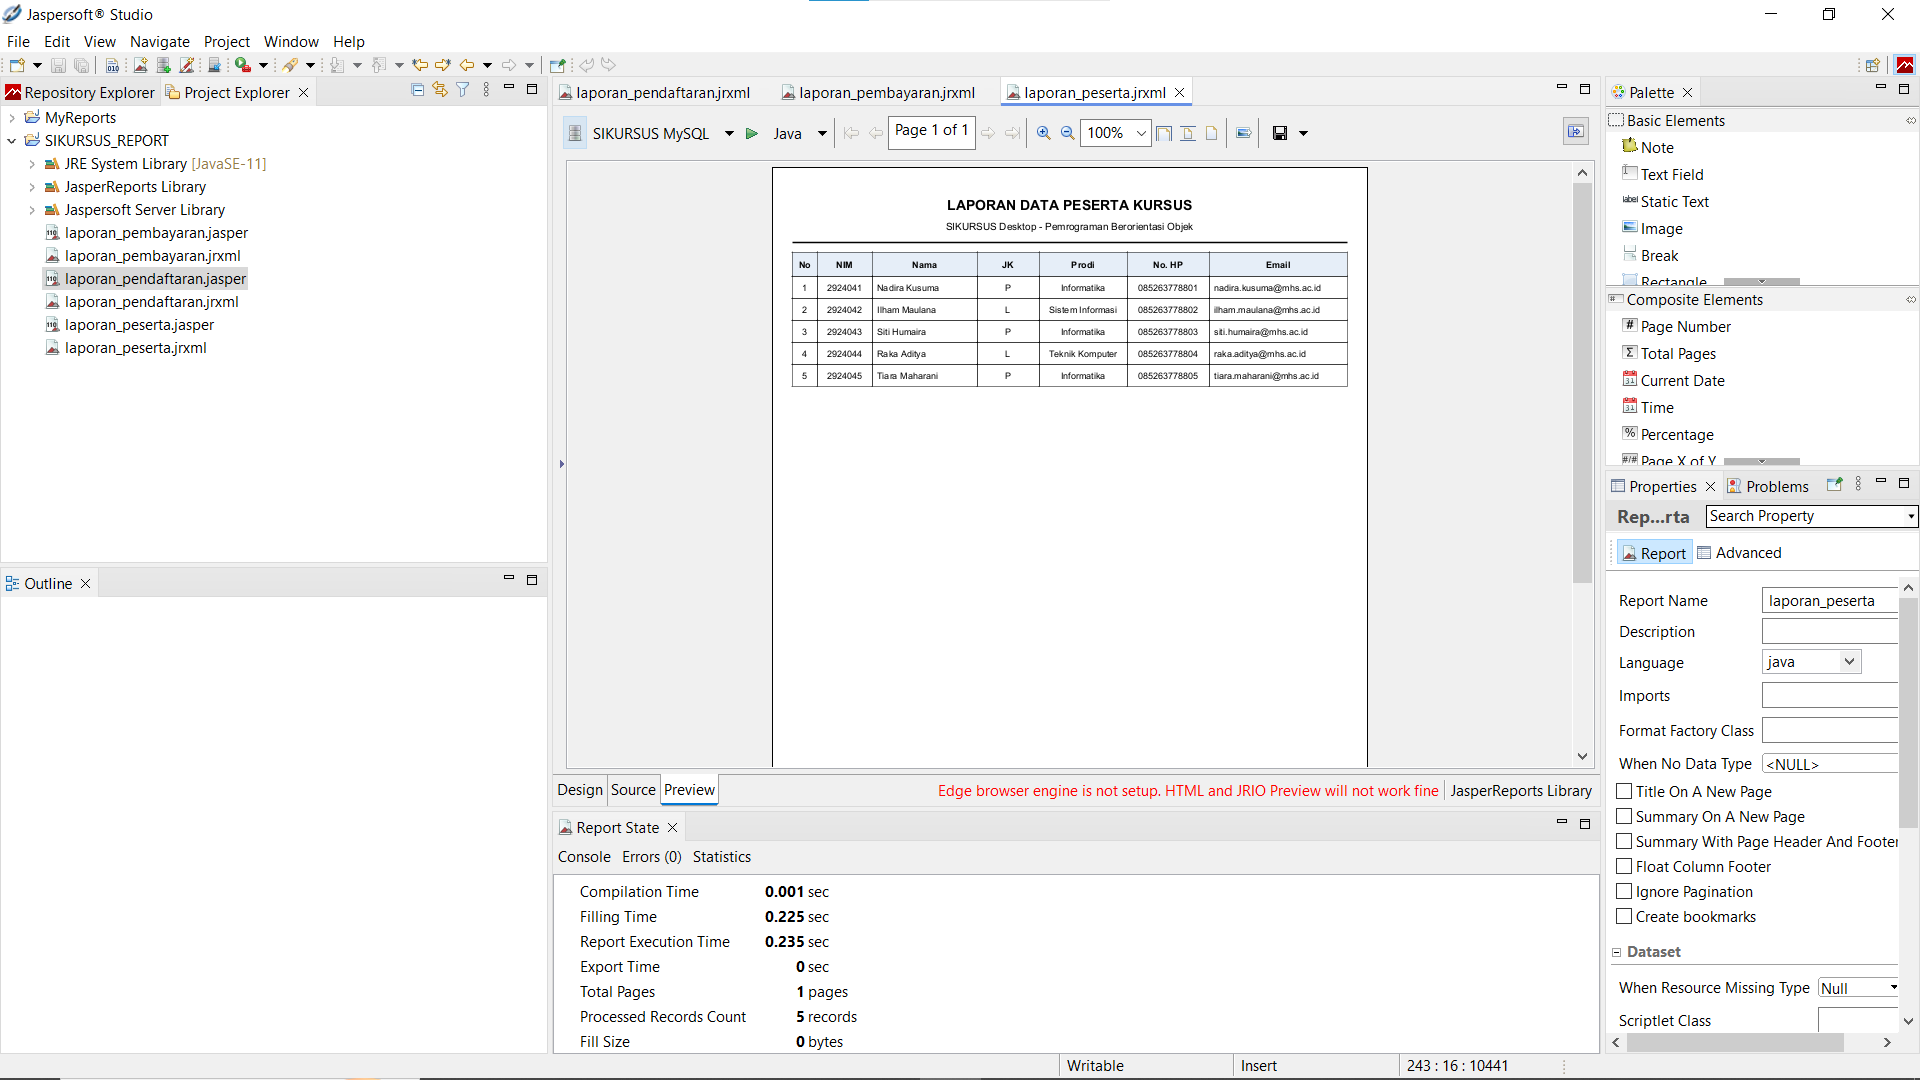 Jaspersoft® Studio
File Edit View Navigate Project Window Help
Repository Explorer Project Explorer
MyReports
SIKURSUS_REPORT
JRE System Library [JavaSE-11]
JasperReports Library
Jaspersoft Server Library
laporan_pembayaran.jasper
laporan_pembayaran.jrxml
laporan_pendaftaran.jasper
laporan_pendaftaran.jrxml
laporan_peserta.jasper
laporan_peserta.jrxml
Outline
laporan_pendaftaran.jrxml laporan_pembayaran.jrxml laporan_peserta.jrxml
SIKURSUS MySQL Java Page 1 of 1 100%
LAPORAN DATA PESERTA KURSUS
SIKURSUS Desktop - Pemrograman Berorientasi Objek
No NIM Nama JK Prodi No. HP Email
1 2924041 Nadira Kusuma P Informatika 085263778801 nadira.kusuma@mhs.ac.id
2 2924042 Ilham Maulana L Sistem Informasi 085263778802 ilham.maulana@mhs.ac.id
3 2924043 Siti Humaira P Informatika 085263778803 siti.humaira@mhs.ac.id
4 2924044 Raka Aditya L Teknik Komputer 085263778804 raka.aditya@mhs.ac.id
5 2924045 Tiara Maharani P Informatika 085263778805 tiara.maharani@mhs.ac.id
Design Source Preview Edge browser engine is not setup. HTML and JRIO Preview will not work fine JasperReports Library
Report State
Console Errors (0) Statistics
Compilation Time 0.001 sec
Filling Time 0.225 sec
Report Execution Time 0.235 sec
Export Time 0 sec
Total Pages 1 pages
Processed Records Count 5 records
Fill Size 0 bytes
Palette
Basic Elements
Note
Text Field
label Static Text
Image
Break
Rectangle
Composite Elements
# Page Number
Σ Total Pages
31 Current Date
31 Time
% Percentage
#/# Page X of Y
Properties Problems
Rep...rta Search Property
Report Advanced
Report Name laporan_peserta
Description
Language java
Imports
Format Factory Class
When No Data Type <NULL>
Title On A New Page
Summary On A New Page
Summary With Page Header And Footer
Float Column Footer
Ignore Pagination
Create bookmarks
Dataset
When Resource Missing Type Null
Scriptlet Class
Writable Insert 243 : 16 : 10441